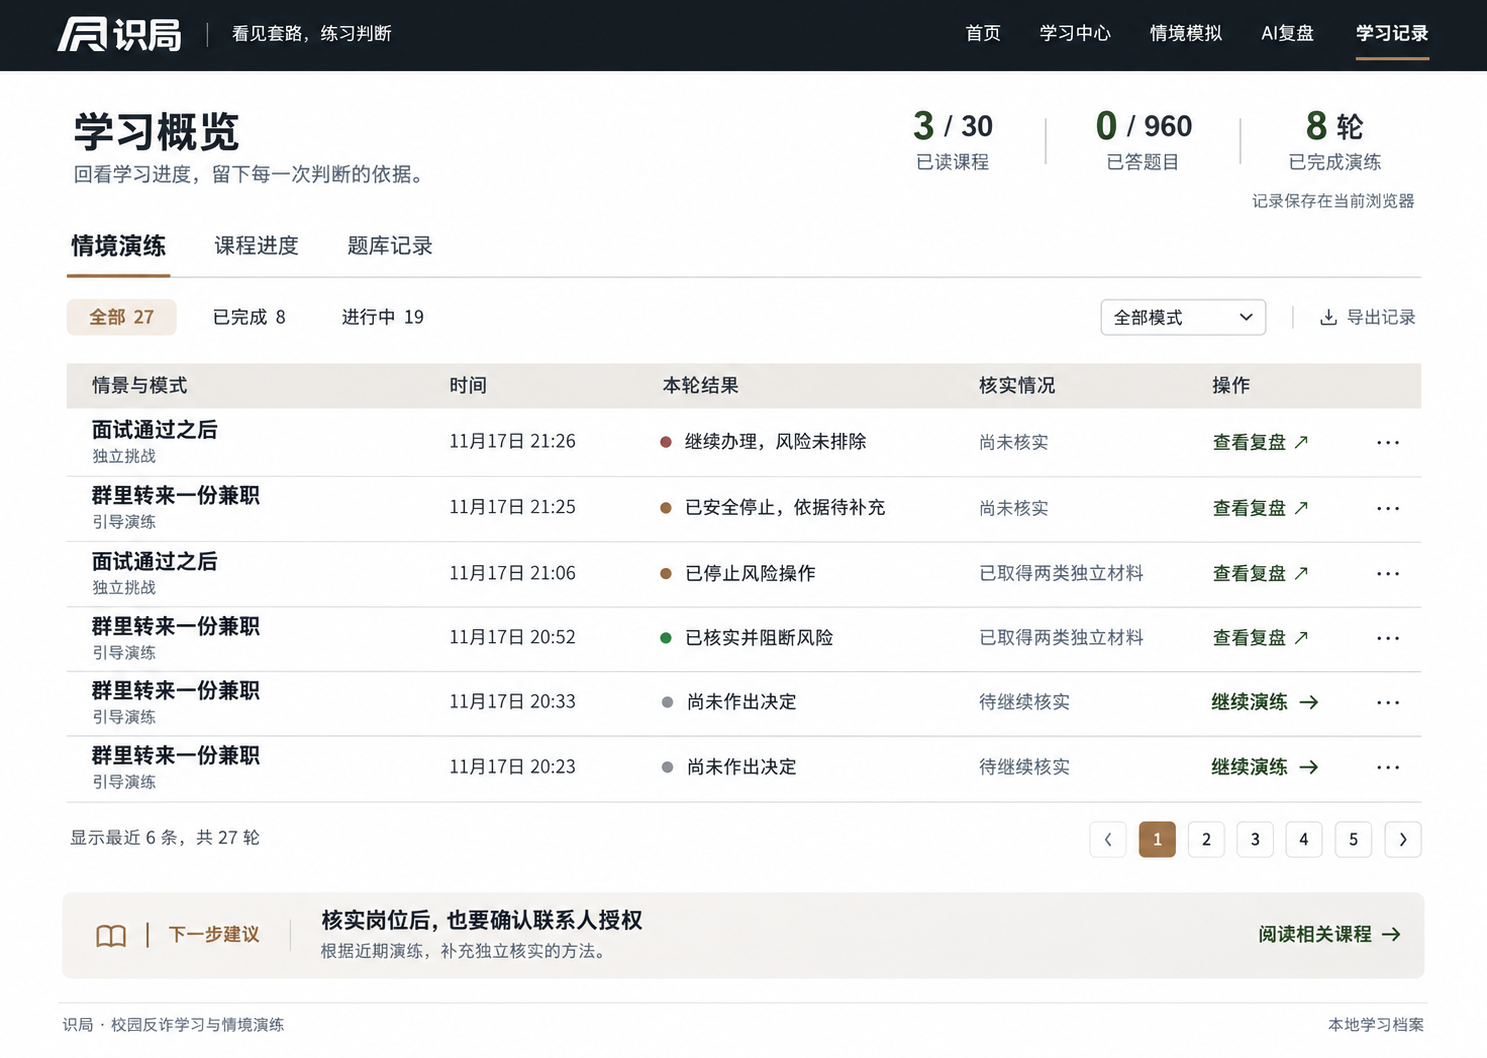 识局 看见套路，练习判断 首页 学习中心 情境模拟 AI复盘 学习记录
学习概览
回看学习进度，留下每一次判断的依据。
3 / 30 0 / 960 8 轮
已读课程 已答题目 已完成演练
记录保存在当前浏览器
情境演练 课程进度 题库记录
全部 27 已完成 8 进行中 19 全部模式 导出记录
情景与模式 时间 本轮结果 核实情况 操作
面试通过之后
独立挑战
11月17日 21:26 继续办理，风险未排除 尚未核实 查看复盘 ↗ ···
群里转来一份兼职
引导演练
11月17日 21:25 已安全停止，依据待补充 尚未核实 查看复盘 ↗ ···
面试通过之后
独立挑战
11月17日 21:06 已停止风险操作 已取得两类独立材料 查看复盘 ↗ ···
群里转来一份兼职
引导演练
11月17日 20:52 已核实并阻断风险 已取得两类独立材料 查看复盘 ↗ ···
群里转来一份兼职
引导演练
11月17日 20:33 尚未作出决定 待继续核实 继续演练 → ···
群里转来一份兼职
引导演练
11月17日 20:23 尚未作出决定 待继续核实 继续演练 → ···
显示最近 6 条，共 27 轮 1 2 3 4 5
下一步建议
核实岗位后，也要确认联系人授权
根据近期演练，补充独立核实的方法。
阅读相关课程 →
识局 · 校园反诈学习与情境演练 本地学习档案